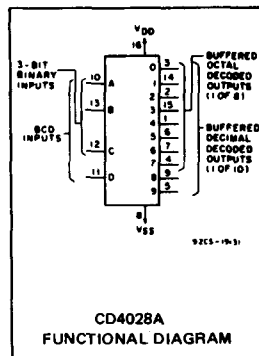 VDD
16
3-BIT
BINARY
INPUTS
BCD
INPUTS
10 A
13 B
12 C
11 D
0 3
1 14
2 2
3 15
4 1
5 6
6 7
7 4
8 9
9 5
BUFFERED
OCTAL
DECODED
OUTPUTS
(1 OF 8)
BUFFERED
DECIMAL
DECODED
OUTPUTS
(1 OF 10)
8
VSS
92CS-19431
CD4028A
FUNCTIONAL DIAGRAM